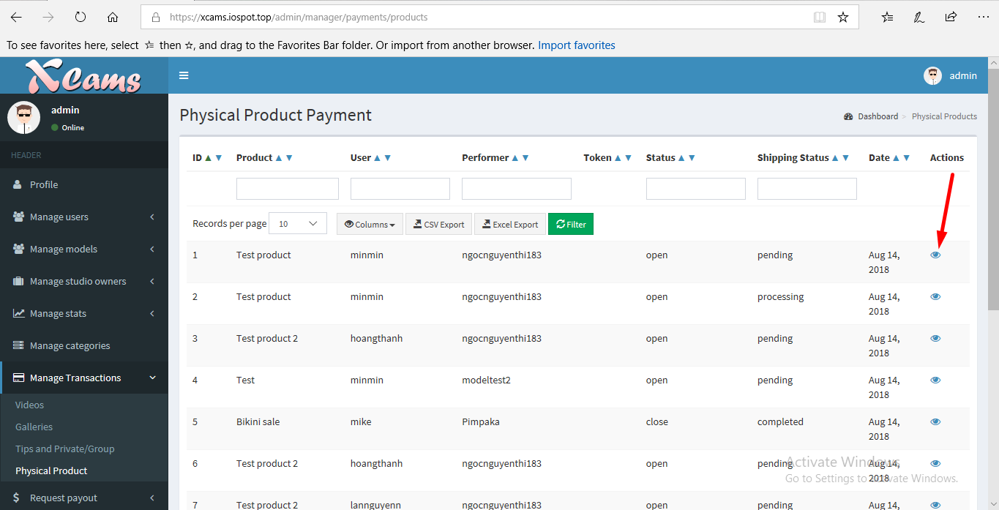 https://xcams.iospot.top/admin/manager/payments/products
To see favorites here, select then , and drag to the Favorites Bar folder. Or import from another browser. Import favorites
XCams
admin
admin
Online
HEADER
Profile
Manage users
Manage models
Manage studio owners
Manage stats
Manage categories
Manage Transactions
Videos
Galleries
Tips and Private/Group
Physical Product
Request payout
Physical Product Payment
Dashboard > Physical Products
ID Product User Performer Token Status Shipping Status Date Actions
Records per page 10 Columns CSV Export Excel Export Filter
1 Test product minmin ngocnguyenthi183 open pending Aug 14,
2018
2 Test product minmin ngocnguyenthi183 open processing Aug 14,
2018
3 Test product 2 hoangthanh ngocnguyenthi183 open pending Aug 14,
2018
4 Test minmin modeltest2 open pending Aug 14,
2018
5 Bikini sale mike Pimpaka close completed Aug 14,
2018
6 Test product 2 hoangthanh ngocnguyenthi183 open pending Aug 14,
2018
7 Test product 2 lannguyenn ngocnguyenthi183 open pending Aug 14,
Activate Windows
Go to Settings to activate Windows.